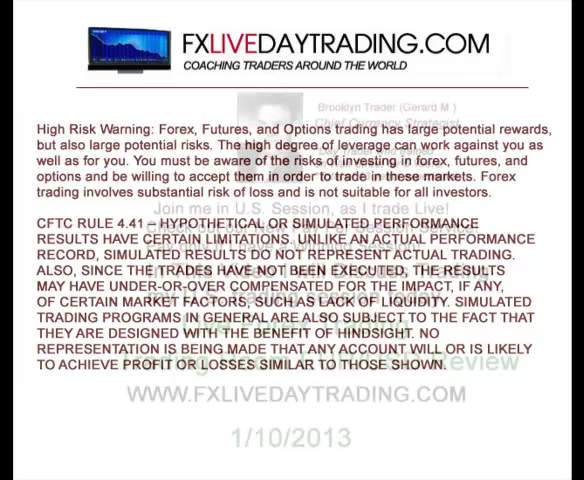 FXLIVEDAYTRADING.COM
COACHING TRADERS AROUND THE WORLD
Brooklyn Trader (Gerard M )
Chief Currency Strategist
High Risk Warning: Forex, Futures, and Options trading has large potential rewards,
but also large potential risks. The high degree of leverage can work against you as
well as for you. You must be aware of the risks of investing in forex, futures, and
options and be willing to accept them in order to trade in these markets. Forex
trading involves substantial risk of loss and is not suitable for all investors.
Join me in U.S. Session, as I trade Live!
CFTC RULE 4.41 – HYPOTHETICAL OR SIMULATED PERFORMANCE
RESULTS HAVE CERTAIN LIMITATIONS. UNLIKE AN ACTUAL PERFORMANCE
RECORD, SIMULATED RESULTS DO NOT REPRESENT ACTUAL TRADING.
ALSO, SINCE THE TRADES HAVE NOT BEEN EXECUTED, THE RESULTS
MAY HAVE UNDER-OR-OVER COMPENSATED FOR THE IMPACT, IF ANY,
OF CERTAIN MARKET FACTORS, SUCH AS LACK OF LIQUIDITY. SIMULATED
TRADING PROGRAMS IN GENERAL ARE ALSO SUBJECT TO THE FACT THAT
THEY ARE DESIGNED WITH THE BENEFIT OF HINDSIGHT. NO
REPRESENTATION IS BEING MADE THAT ANY ACCOUNT WILL OR IS LIKELY
TO ACHIEVE PROFIT OR LOSSES SIMILAR TO THOSE SHOWN.
Live Forex Trading
Review
WWW.FXLIVEDAYTRADING.COM
1/10/2013